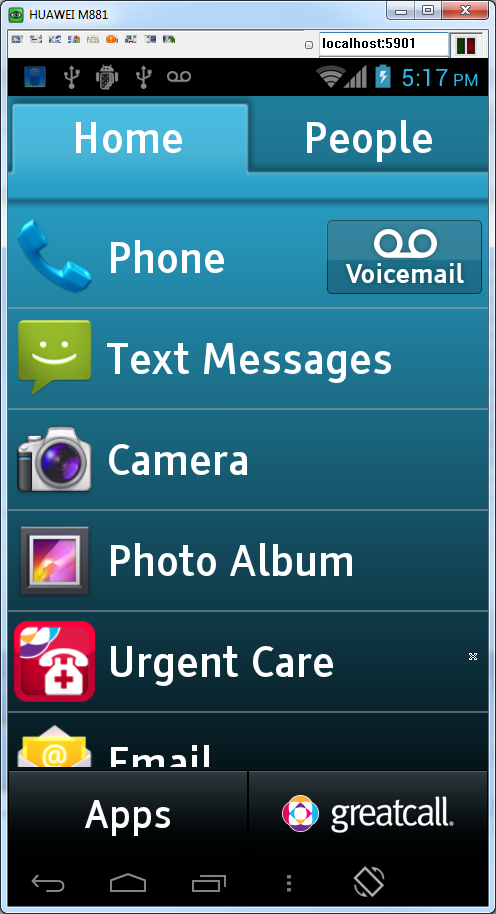 HUAWEI M881
localhost:5901
5:17 PM
Home People
Phone
Voicemail
Text Messages
Camera
Photo Album
Urgent Care
Email
Apps
greatcall.